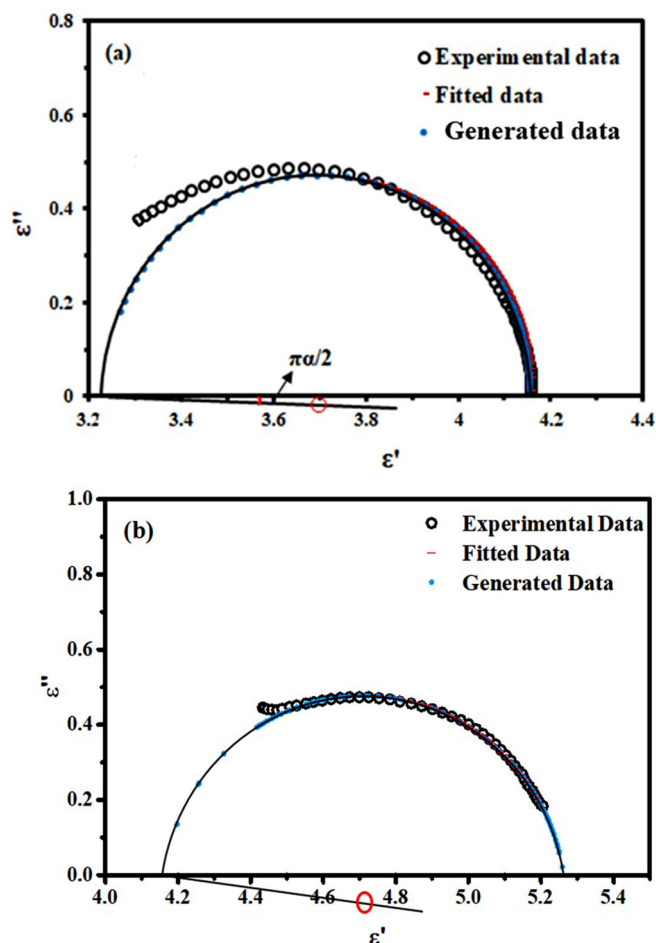 0.8
(a)
Experimental data
Fitted data
Generated data
0.6
ε''
0.4
0.2
πα/2
0
3.2 3.4 3.6 3.8 4 4.2 4.4
ε'
1.0
(b)
Experimental Data
Fitted Data
Generated Data
0.8
0.6
ε''
0.4
0.2
0.0
4.0 4.2 4.4 4.6 4.8 5.0 5.2 5.4
ε'